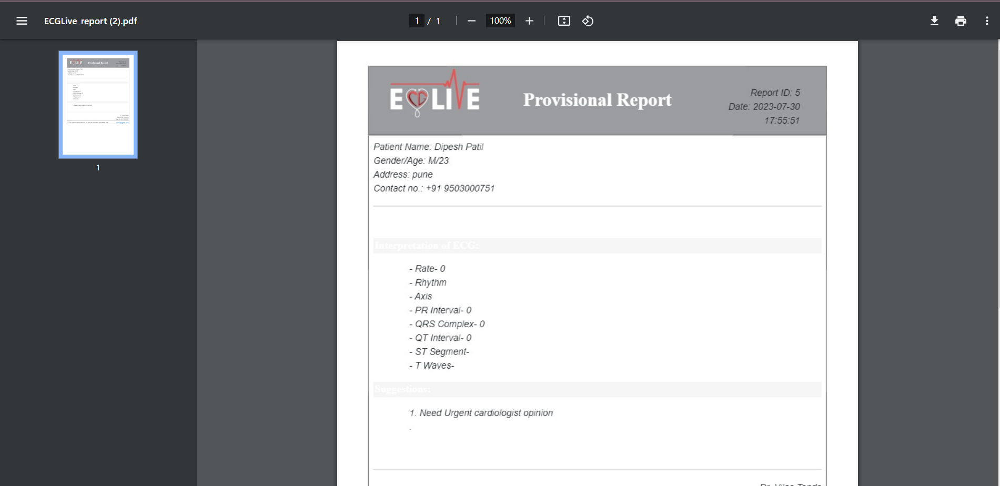 ECGLive_report (2).pdf
1 / 1
100%
1
ECG LIVE
Provisional Report
Report ID: 5
Date: 2023-07-30
17:55:51
Patient Name: Dipesh Patil
Gender/Age: M/23
Address: pune
Contact no.: +91 9503000751
Interpretation of ECG:
- Rate- 0
- Rhythm
- Axis
- PR Interval- 0
- QRS Complex- 0
- QT Interval- 0
- ST Segment-
- T Waves-
Suggestions:
1. Need Urgent cardiologist opinion
.